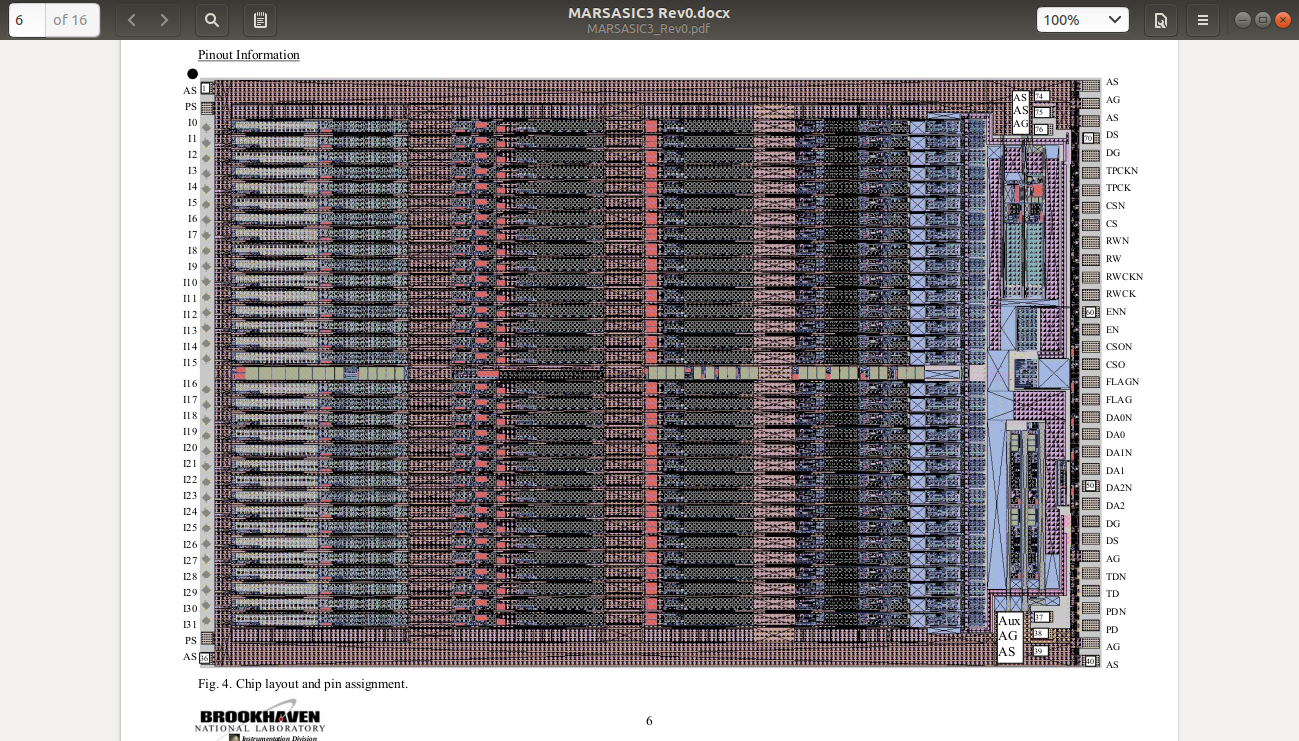 6 of 16
MARSASIC3 Rev0.docx
MARSASIC3_Rev0.pdf
100%
Pinout Information
AS 1
PS
I0
I1
I2
I3
I4
I5
I6
I7
I8
I9
I10
I11
I12
I13
I14
I15
I16
I17
I18
I19
I20
I21
I22
I23
I24
I25
I26
I27
I28
I29
I30
I31
PS
AS 36
AS 74
AS 75
AG 76
Aux 37
AG 38
AS 39
AS
AG
AS
70 DS
DG
TPCKN
TPCK
CSN
CS
RWN
RW
RWCKN
RWCK
60 ENN
EN
CSON
CSO
FLAGN
FLAG
DA0N
DA0
DA1N
DA1
50 DA2N
DA2
DG
DS
AG
TDN
TD
PDN
PD
AG
40 AS
Fig. 4. Chip layout and pin assignment.
BROOKHAVEN
NATIONAL LABORATORY
Instrumentation Division
6